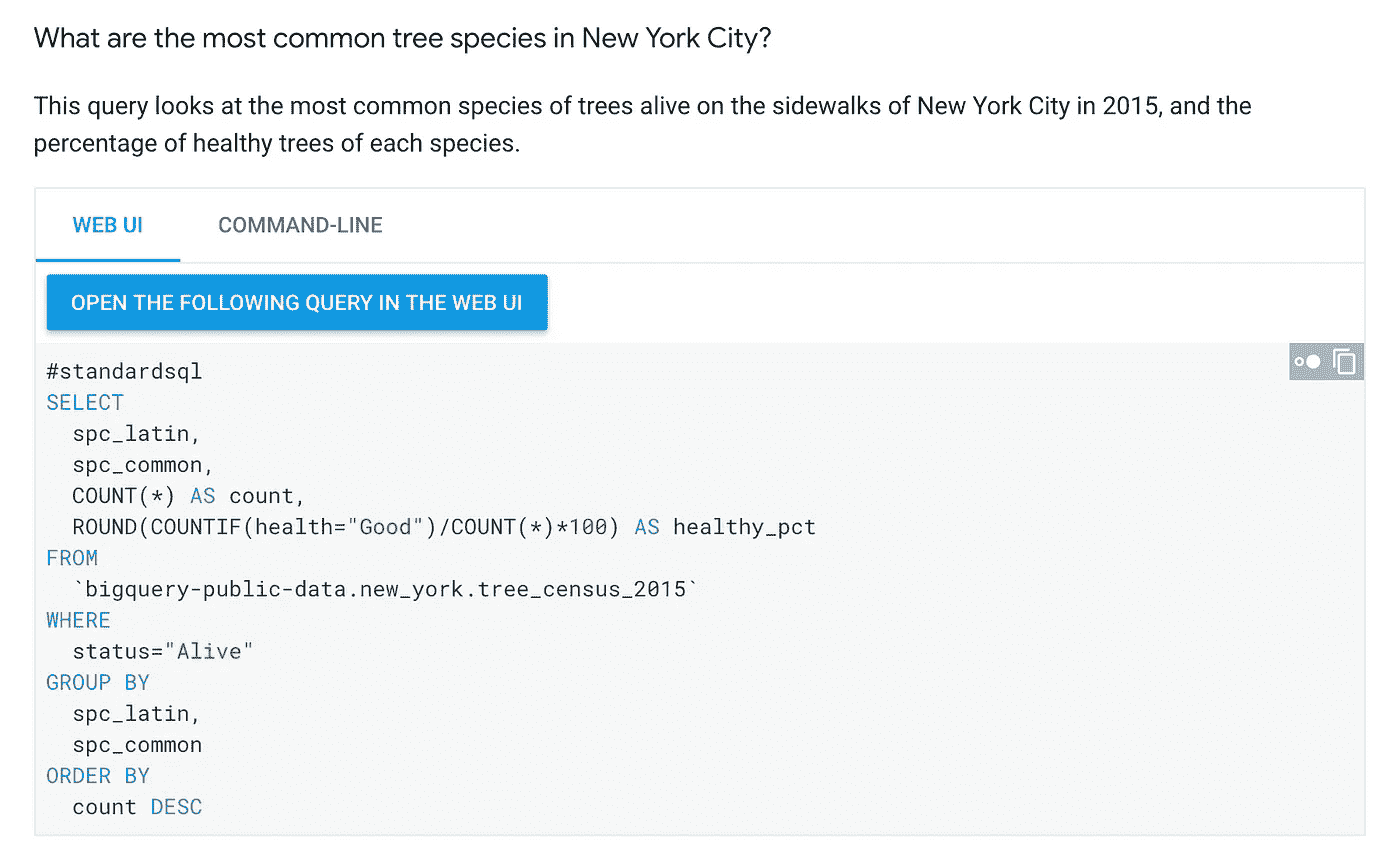 What are the most common tree species in New York City?
This query looks at the most common species of trees alive on the sidewalks of New York City in 2015, and the
percentage of healthy trees of each species.
WEB UI COMMAND-LINE
OPEN THE FOLLOWING QUERY IN THE WEB UI
#standardsql
SELECT
  spc_latin,
  spc_common,
  COUNT(*) AS count,
  ROUND(COUNTIF(health="Good")/COUNT(*)*100) AS healthy_pct
FROM
  `bigquery-public-data.new_york.tree_census_2015`
WHERE
  status="Alive"
GROUP BY
  spc_latin,
  spc_common
ORDER BY
  count DESC